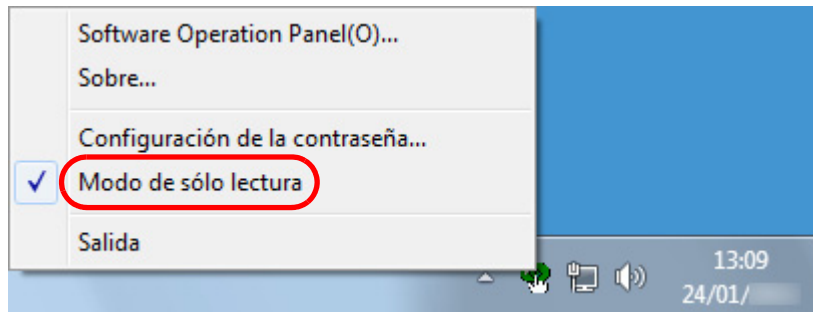 Software Operation Panel(O)...
Sobre...
Configuración de la contraseña...
Modo de sólo lectura
Salida
13:09
24/01/